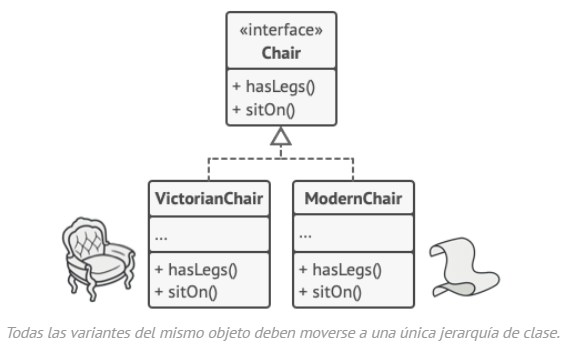 «interface»
Chair
+ hasLegs()
+ sitOn()
VictorianChair
...
+ hasLegs()
+ sitOn()
ModernChair
...
+ hasLegs()
+ sitOn()
Todas las variantes del mismo objeto deben moverse a una única jerarquía de clase.